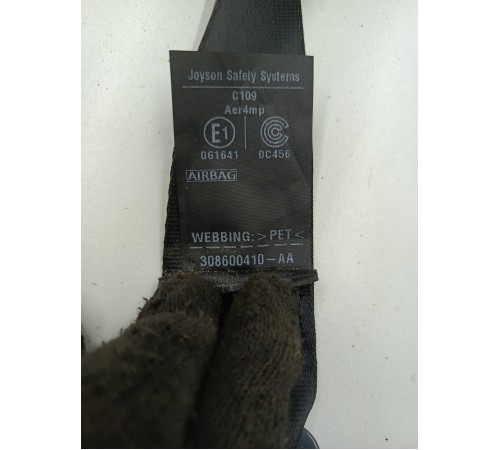 Joyson Safety Systems
C109
Aer4mp
E1
C
061641
0C456
AIRBAG
WEBBING: >PET<
308600410-AA